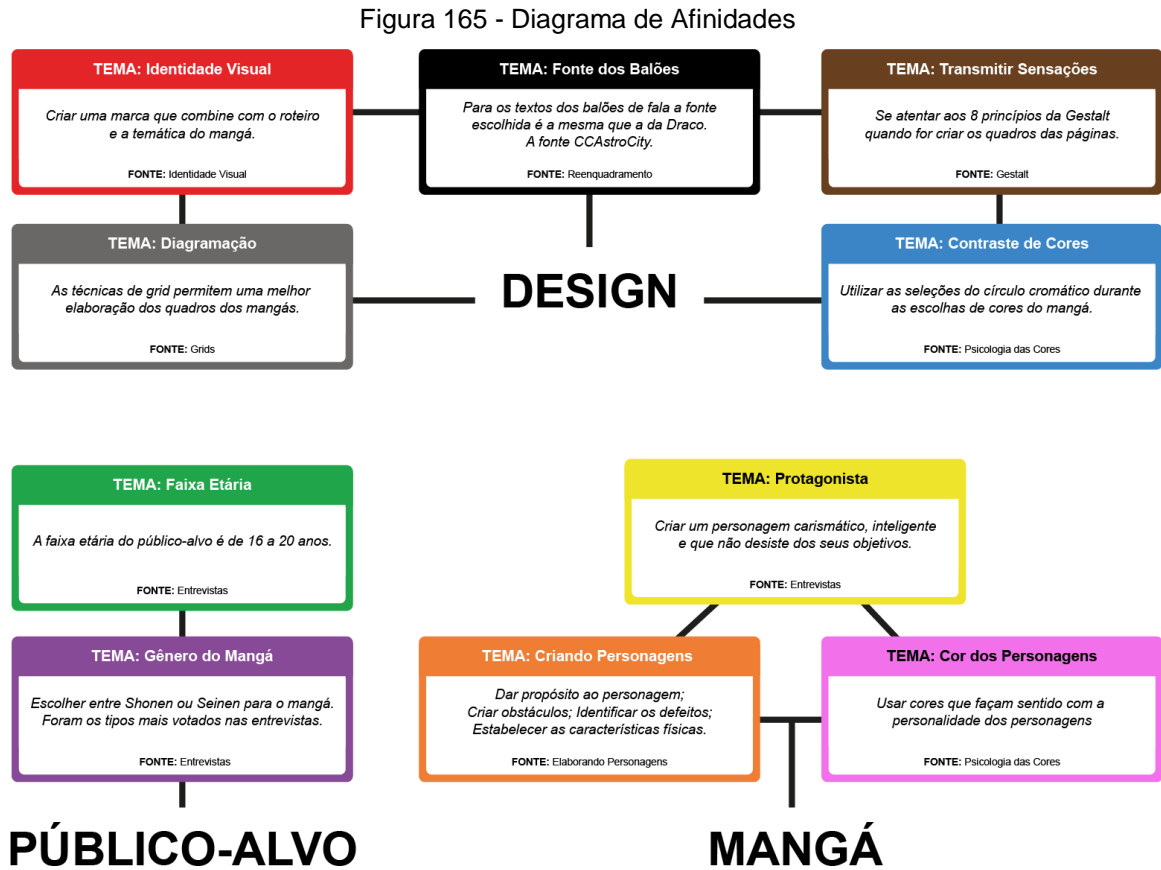 Figura 165 - Diagrama de Afinidades
TEMA: Identidade Visual
Criar uma marca que combine com o roteiro
e a temática do mangá.
FONTE: Identidade Visual
TEMA: Fonte dos Balões
Para os textos dos balões de fala a fonte
escolhida é a mesma que a da Draco.
A fonte CCAstroCity.
FONTE: Reenquadramento
TEMA: Transmitir Sensações
Se atentar aos 8 princípios da Gestalt
quando for criar os quadros das páginas.
FONTE: Gestalt
TEMA: Diagramação
As técnicas de grid permitem uma melhor
elaboração dos quadros dos mangás.
FONTE: Grids
DESIGN
TEMA: Contraste de Cores
Utilizar as seleções do círculo cromático durante
as escolhas de cores do mangá.
FONTE: Psicologia das Cores
TEMA: Faixa Etária
A faixa etária do público-alvo é de 16 a 20 anos.
FONTE: Entrevistas
TEMA: Gênero do Mangá
Escolher entre Shonen ou Seinen para o mangá.
Foram os tipos mais votados nas entrevistas.
FONTE: Entrevistas
PÚBLICO-ALVO
TEMA: Protagonista
Criar um personagem carismático, inteligente
e que não desiste dos seus objetivos.
FONTE: Entrevistas
TEMA: Criando Personagens
Dar propósito ao personagem;
Criar obstáculos; Identificar os defeitos;
Estabelecer as características físicas.
FONTE: Elaborando Personagens
TEMA: Cor dos Personagens
Usar cores que façam sentido com a
personalidade dos personagens
FONTE: Psicologia das Cores
MANGÁ